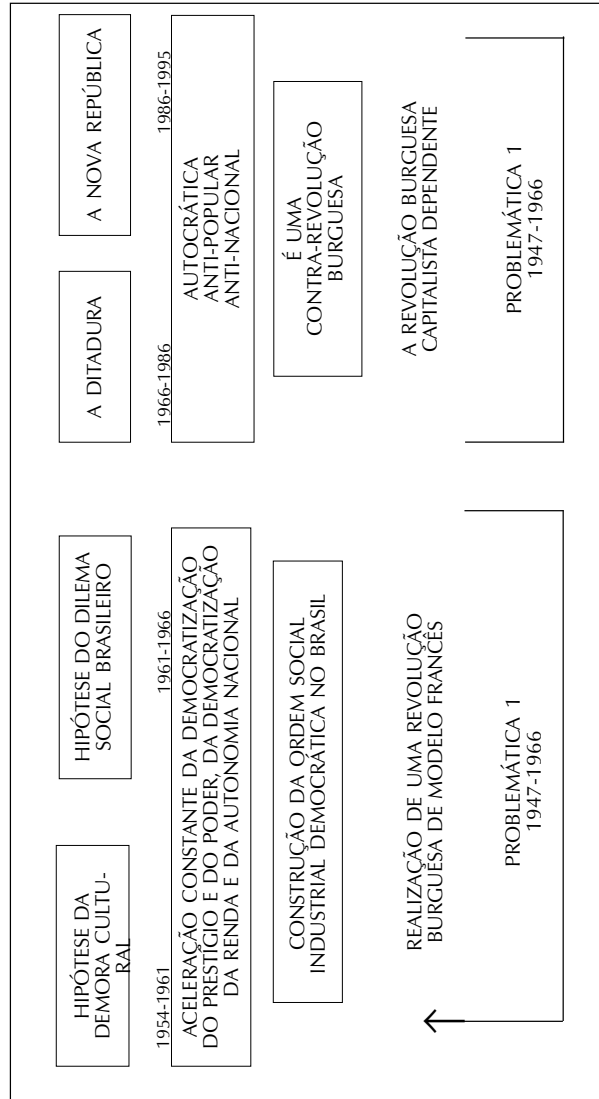 HIPÓTESE DA
DEMORA CULTU-
RAL
HIPÓTESE DO DILEMA
SOCIAL BRASILEIRO
1954-1961
1961-1966
ACELERAÇÃO CONSTANTE DA DEMOCRATIZAÇÃO
DO PRESTÍGIO E DO PODER, DA DEMOCRATIZAÇÃO
DA RENDA E DA AUTONOMIA NACIONAL
CONSTRUÇÃO DA ORDEM SOCIAL
INDUSTRIAL DEMOCRÁTICA NO BRASIL
REALIZAÇÃO DE UMA REVOLUÇÃO
BURGUESA DE MODELO FRANCÊS
PROBLEMÁTICA 1
1947-1966
A DITADURA
A NOVA REPÚBLICA
1966-1986
1986-1995
AUTOCRÁTICA
ANTI-POPULAR
ANTI-NACIONAL
É UMA
CONTRA-REVOLUÇÃO
BURGUESA
A REVOLUÇÃO BURGUESA
CAPITALISTA DEPENDENTE
PROBLEMÁTICA 1
1947-1966